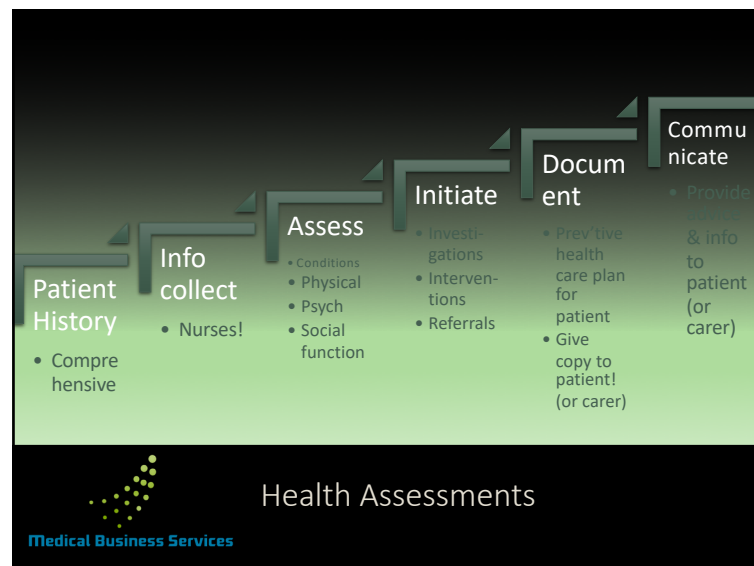 Patient
History
• Compre
hensive
Info
collect
• Nurses!
Assess
• Conditions
• Physical
• Psych
• Social
function
Initiate
• Investi-
gations
• Interven-
tions
• Referrals
Docum
ent
• Prev'tive
health
care plan
for
patient
• Give
copy to
patient!
(or carer)
Commu
nicate
• Provide
& info
to
patient
(or
carer)
Health Assessments
Medical Business Services